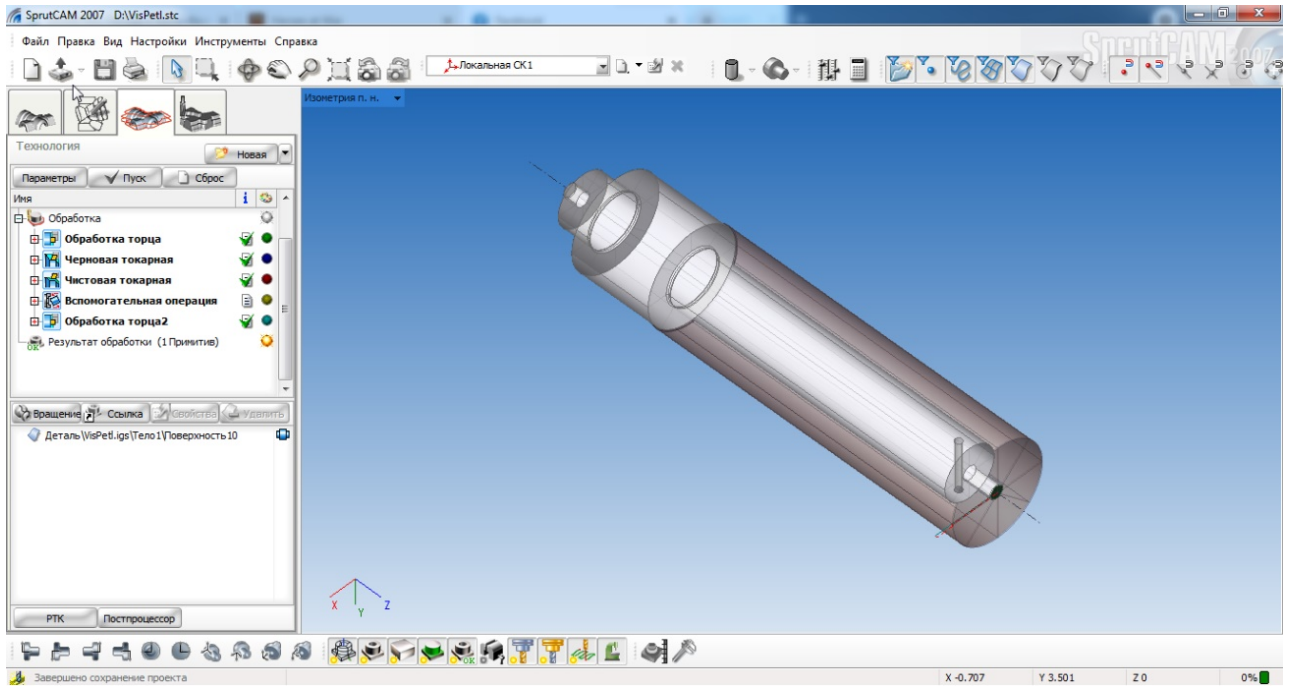 SprutCAM 2007 D:\VisPetl.stc
Файл Правка Вид Настройки Инструменты Справка
SprutCAM 2007
Локальная СК1
Изометрия п. н.
Технология
Новая
Параметры Пуск Сброс
Имя
Обработка
Обработка торца
Черновая токарная
Чистовая токарная
Вспомогательная операция
Обработка торца2
Результат обработки (1 Примитив)
Вращение Ссылка Свойства Удалить
Деталь\VisPetl.igs\Тело1\Поверхность10
X Y Z
РТК Постпроцессор
Завершено сохранение проекта X -0.707 Y 3.501 Z 0 0%